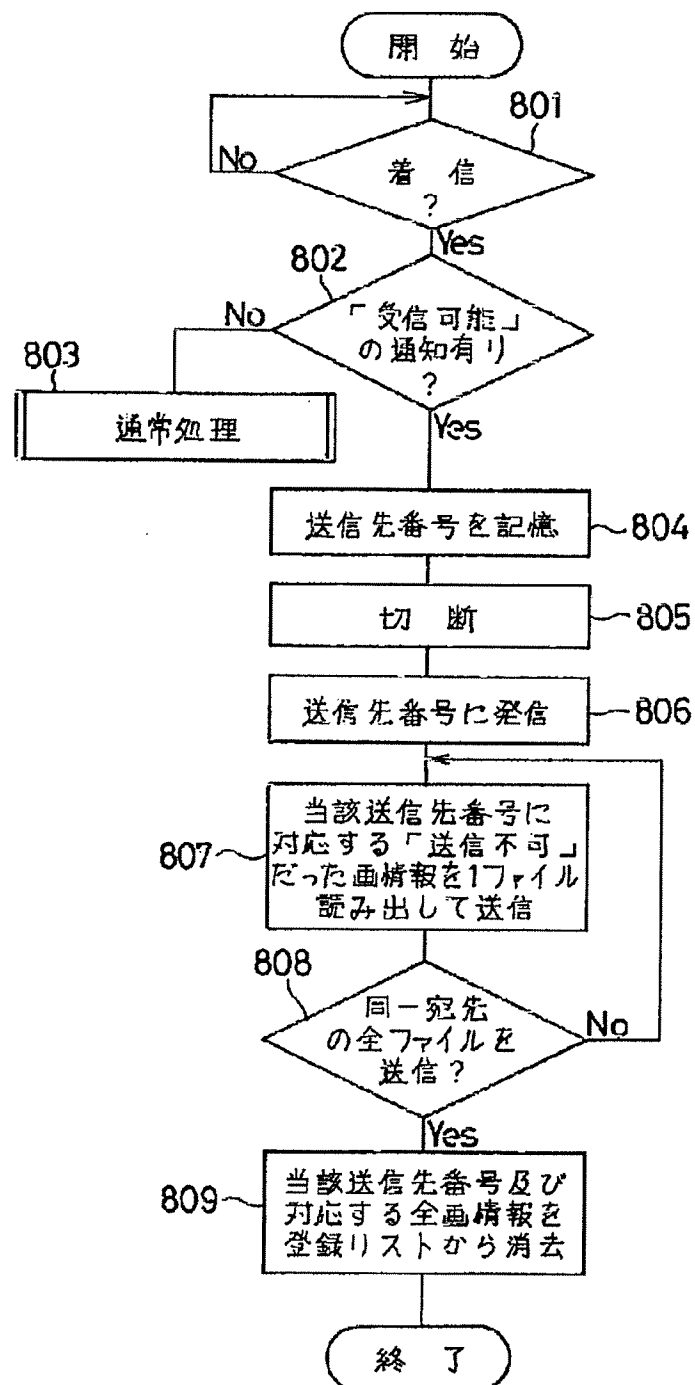 開 始
801
No
着 信
?
Yes
802
No
「受信可能」
の通知有り
?
803
Yes
通常処理
送信先番号を記憶
804
切 断
805
送信先番号に発信
806
当該送信先番号に
対応する「送信不可」
だった画情報を1ファイル
読み出して送信
807
808
同一宛先
の全ファイルを
送信?
No
Yes
809
当該送信先番号及び
対応する全画情報を
登録リストから消去
終 了